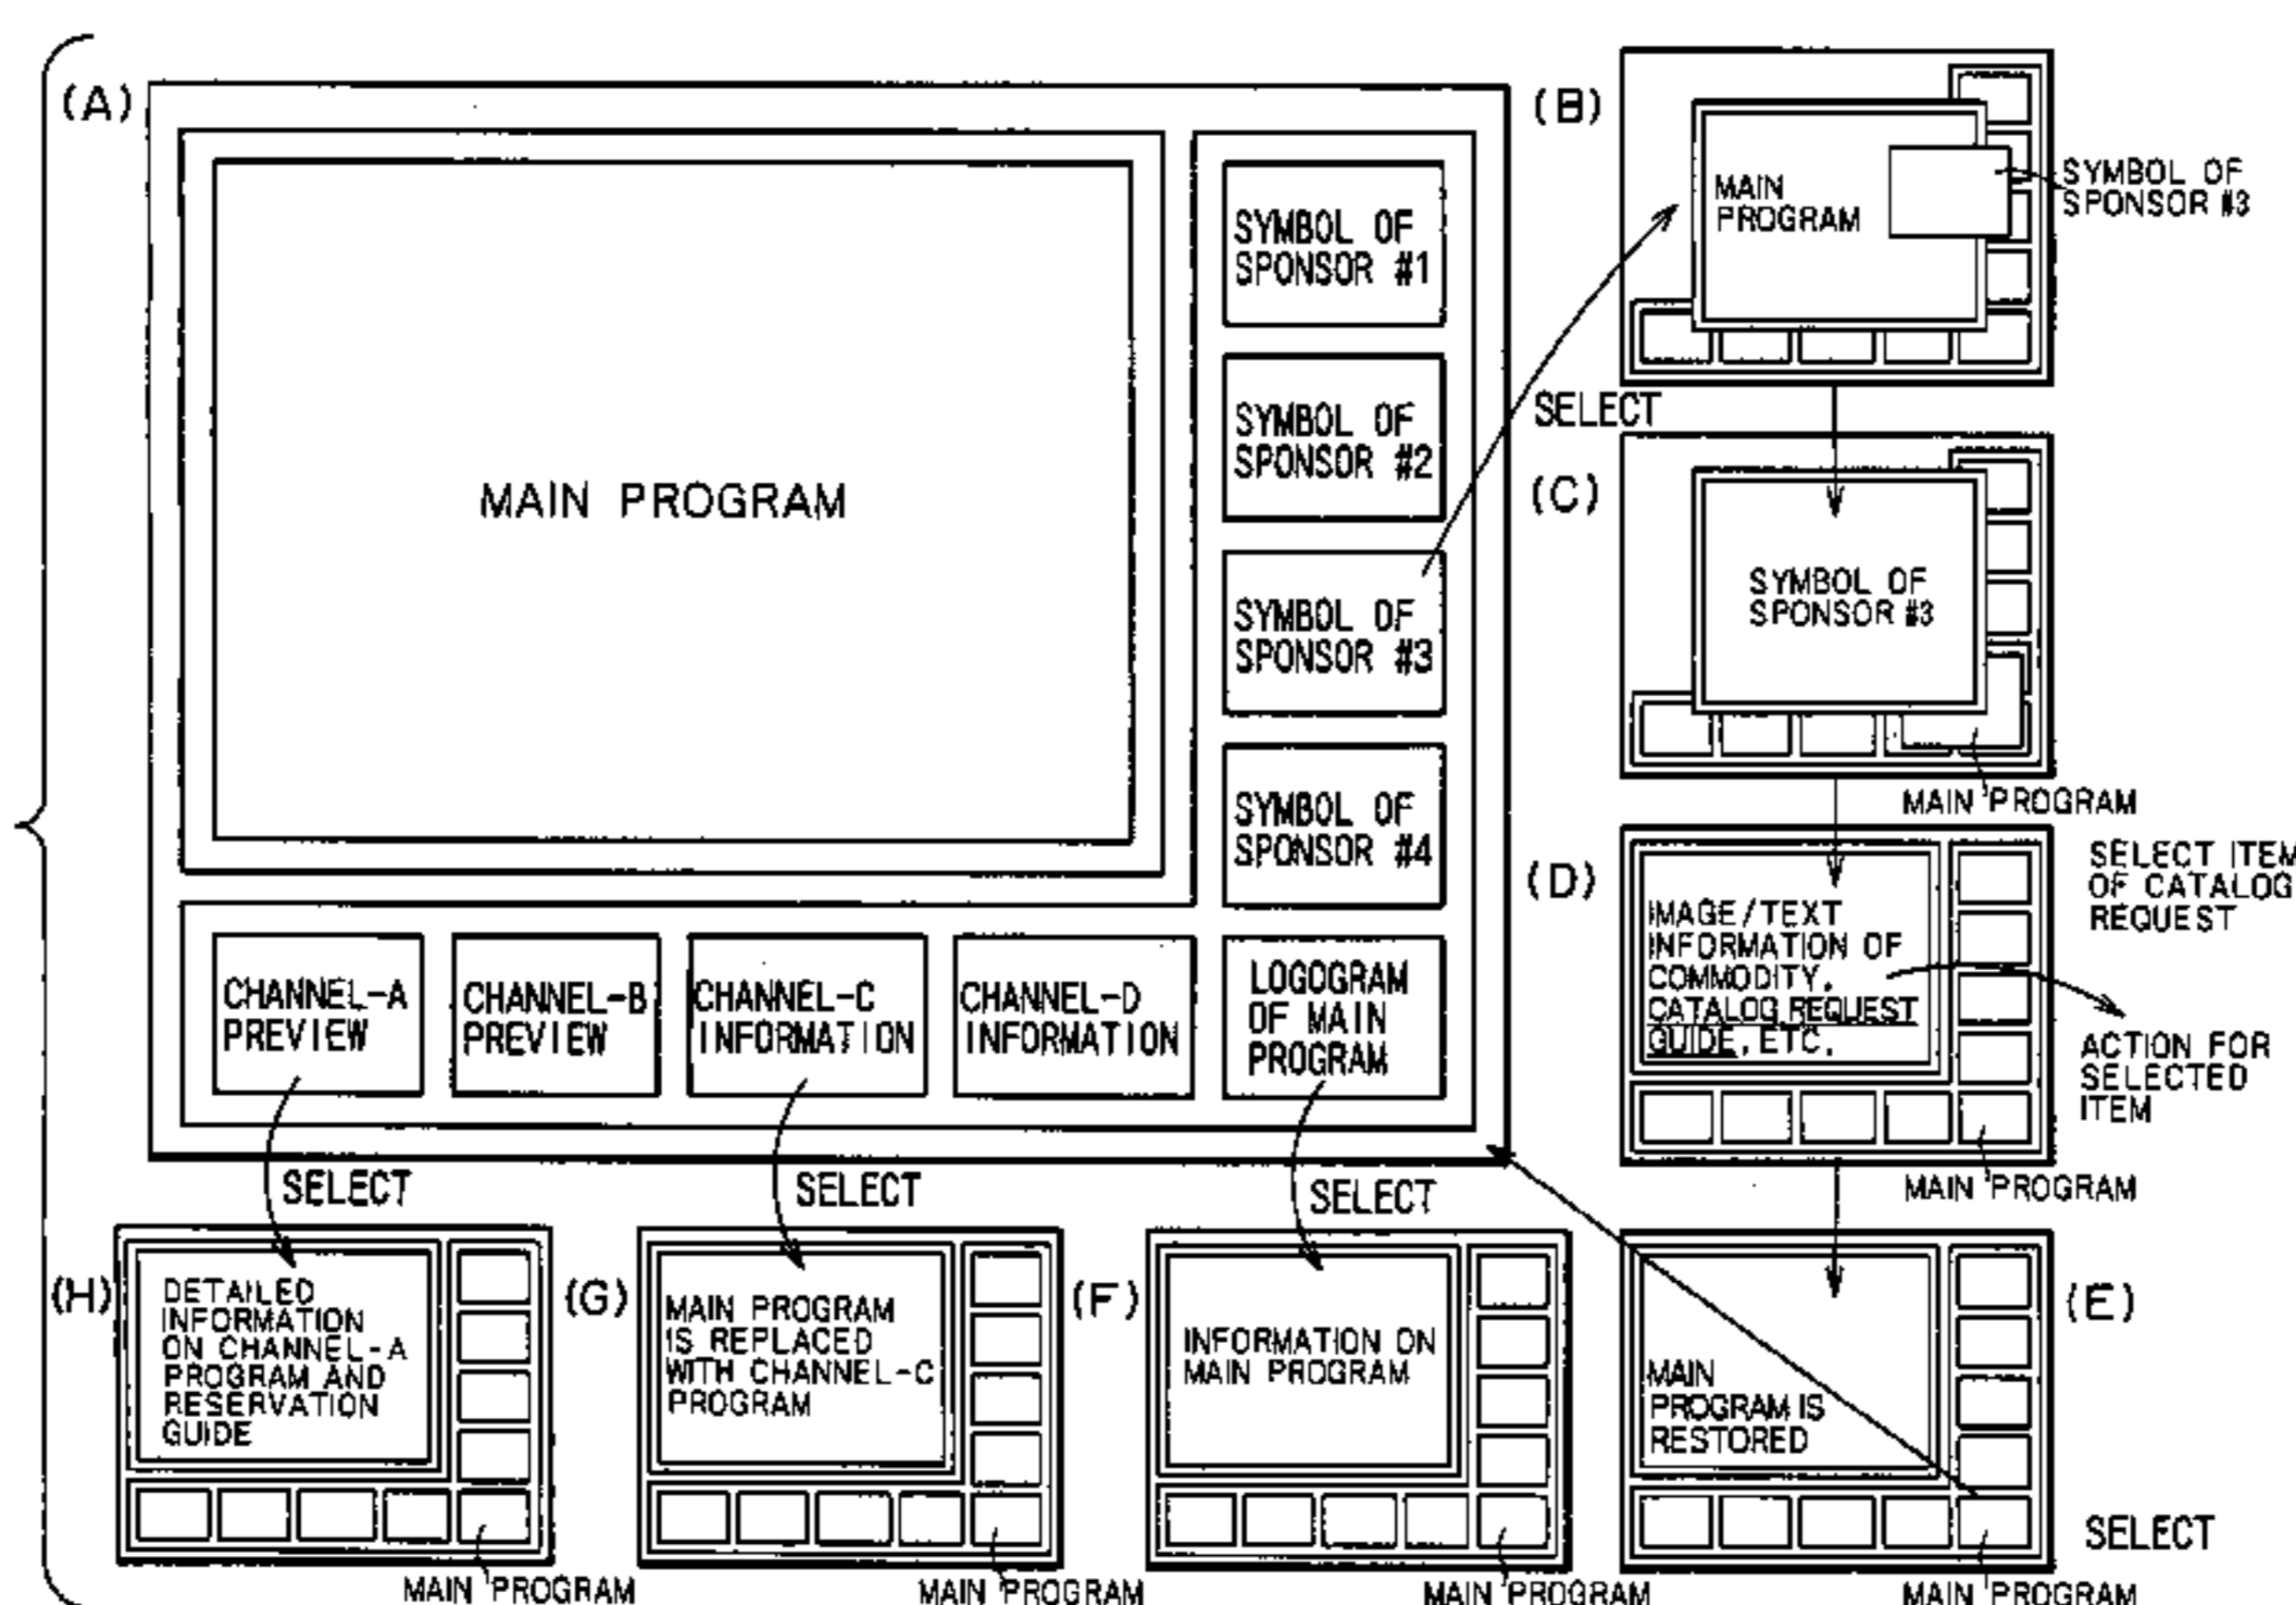 (A)
MAIN PROGRAM
SYMBOL OF
SPONSOR #1
SYMBOL OF
SPONSOR #2
SYMBOL OF
SPONSOR #3
SYMBOL OF
SPONSOR #4
CHANNEL-A
PREVIEW
CHANNEL-B
PREVIEW
CHANNEL-C
INFORMATION
CHANNEL-D
INFORMATION
LOGOGRAM
OF MAIN
PROGRAM
SELECT
SELECT
SELECT
SELECT
(B)
MAIN
PROGRAM
SYMBOL OF
SPONSOR #3
(C)
SYMBOL OF
SPONSOR #3
MAIN PROGRAM
(D)
IMAGE/TEXT
INFORMATION OF
COMMODITY,
CATALOG REQUEST
GUIDE, ETC.
SELECT ITEM
OF CATALOG
REQUEST
ACTION FOR
SELECTED
ITEM
MAIN PROGRAM
(H)
DETAILED
INFORMATION
ON CHANNEL-A
PROGRAM AND
RESERVATION
GUIDE
MAIN PROGRAM
(G)
MAIN PROGRAM
IS REPLACED
WITH CHANNEL-C
PROGRAM
MAIN PROGRAM
(F)
INFORMATION ON
MAIN PROGRAM
MAIN PROGRAM
(E)
MAIN
PROGRAM IS
RESTORED
SELECT
MAIN PROGRAM